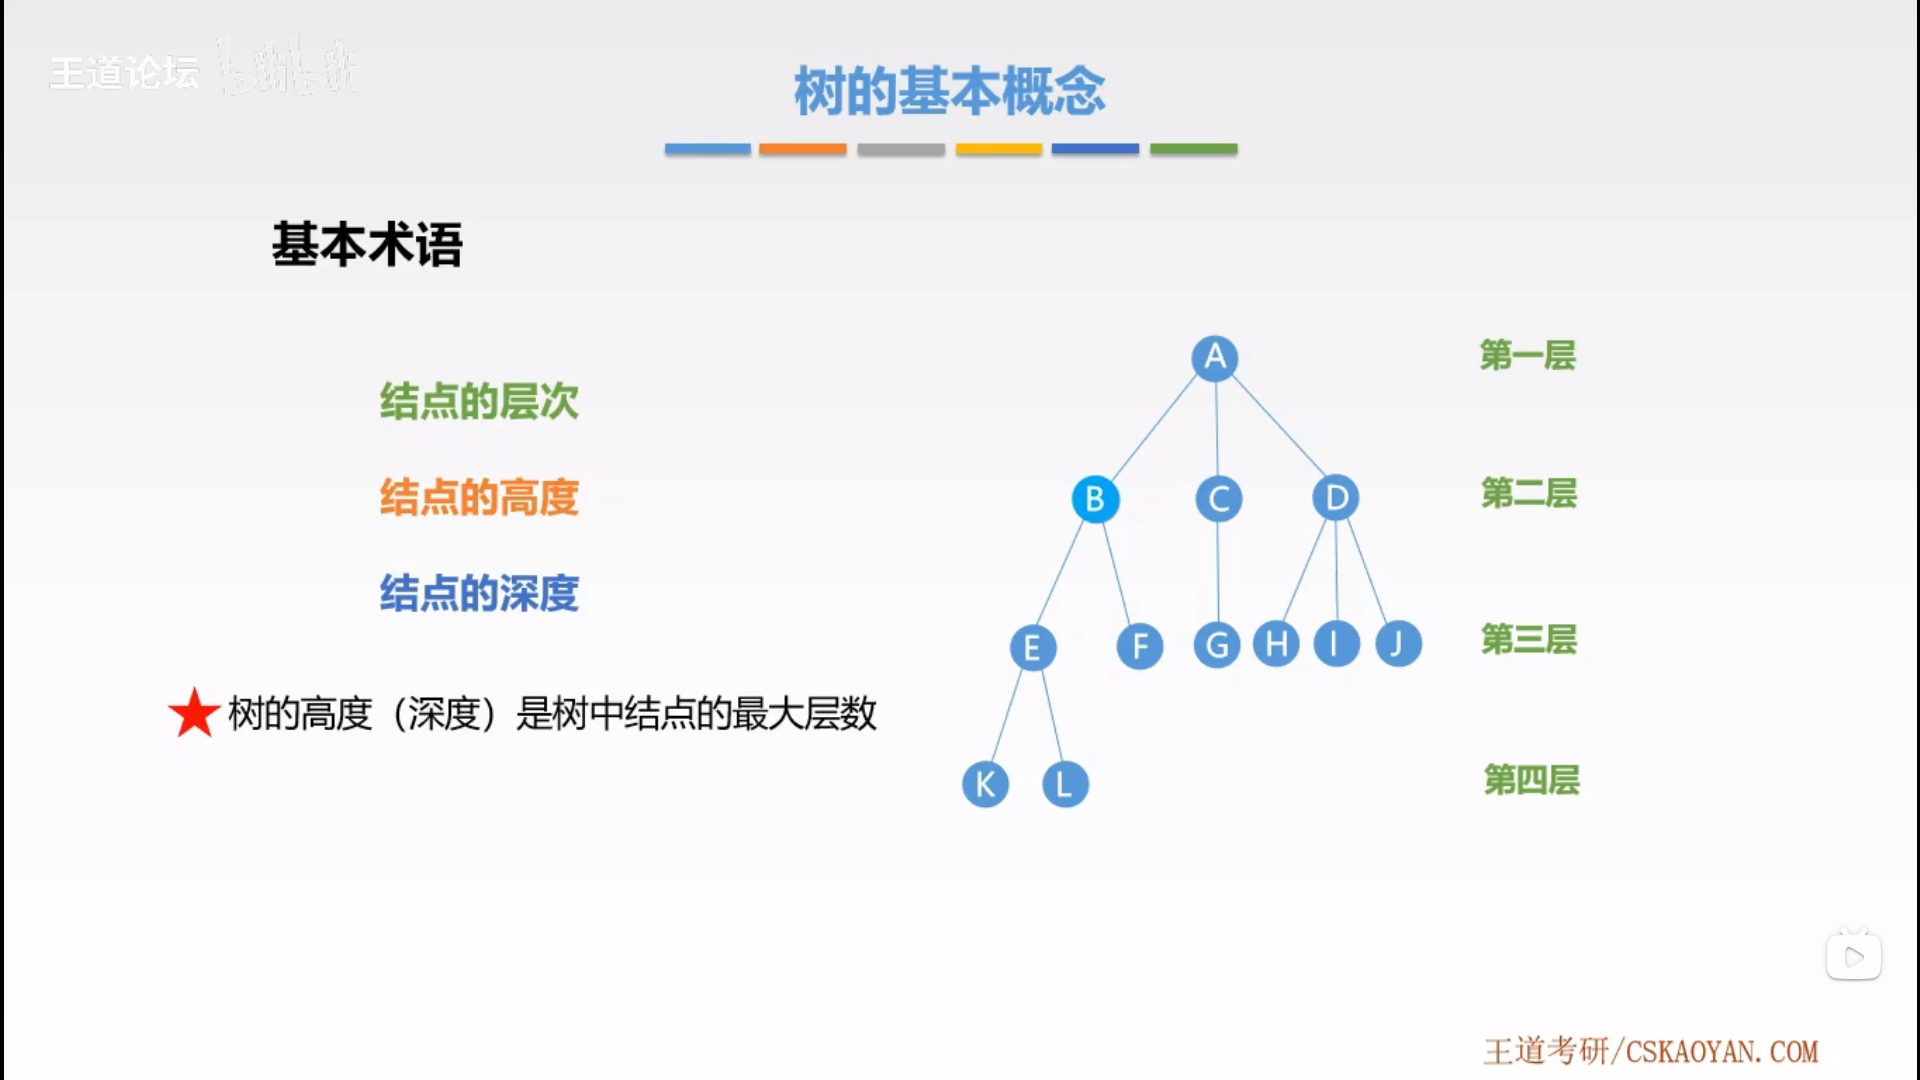 王道论坛 bilibili
树的基本概念
基本术语
结点的层次
结点的高度
结点的深度
树的高度（深度）是树中结点的最大层数
A
第一层
B C D
第二层
E F G H I J
第三层
K L
第四层
王道考研/CSKAOYAN.COM